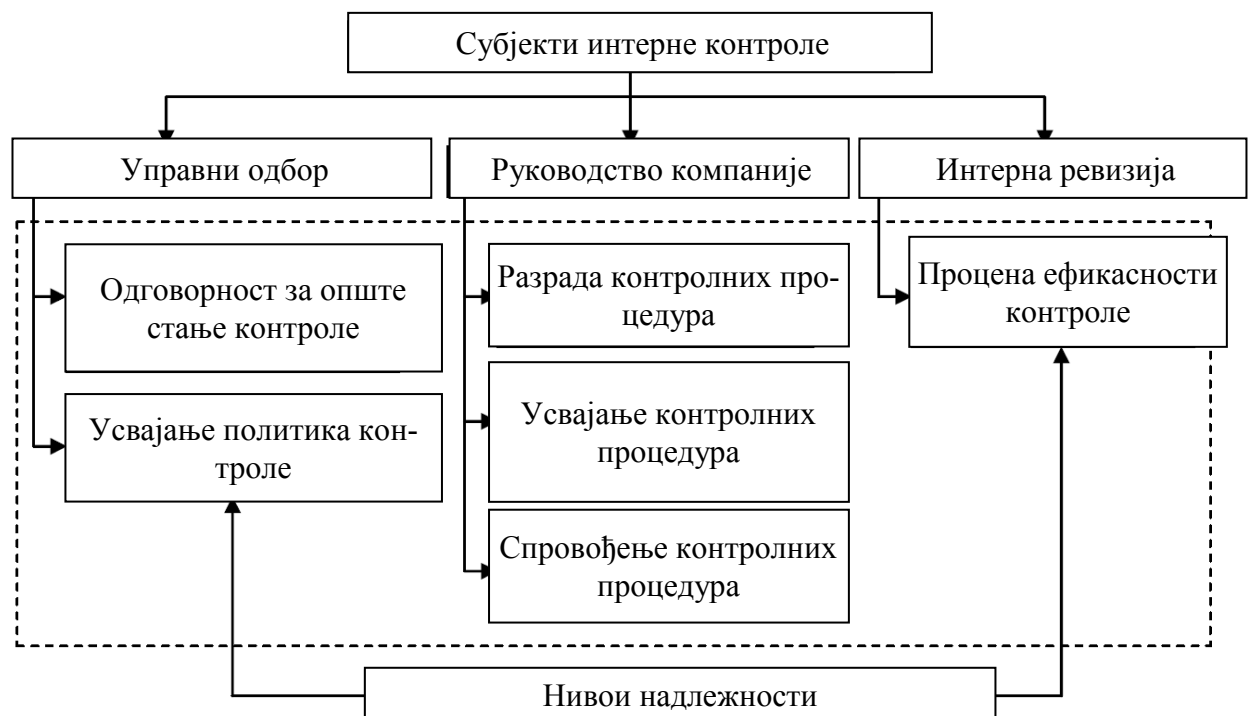 Субјекти интерне контроле
Управни одбор
Руководство компаније
Интерна ревизија
Одговорност за опште
стање контроле
Усвајање политика кон-
троле
Разрада контролних про-
цедура
Усвајање контролних
процедура
Спровођење контролних
процедура
Процена ефикасности
контроле
Нивои надлежности